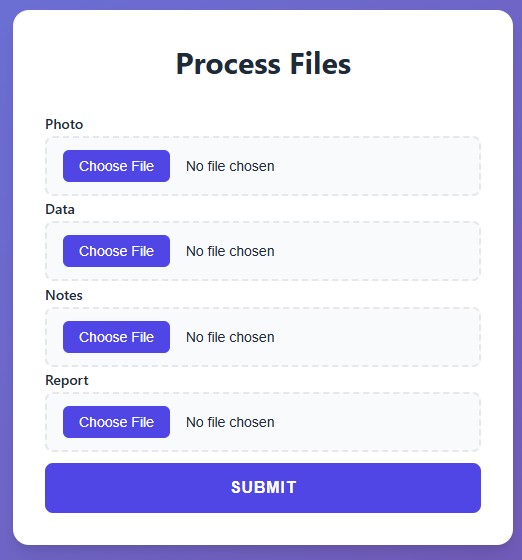 Process Files
Photo
Choose File No file chosen
Data
Choose File No file chosen
Notes
Choose File No file chosen
Report
Choose File No file chosen
SUBMIT